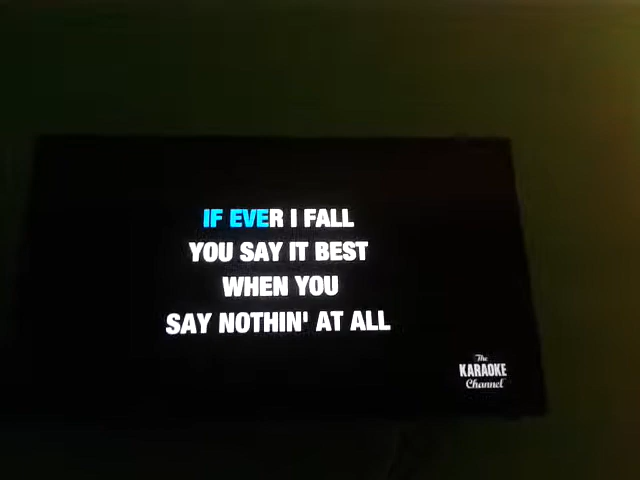 IF EVER I FALL
YOU SAY IT BEST
WHEN YOU
SAY NOTHIN' AT ALL
The
KARAOKE
Channel